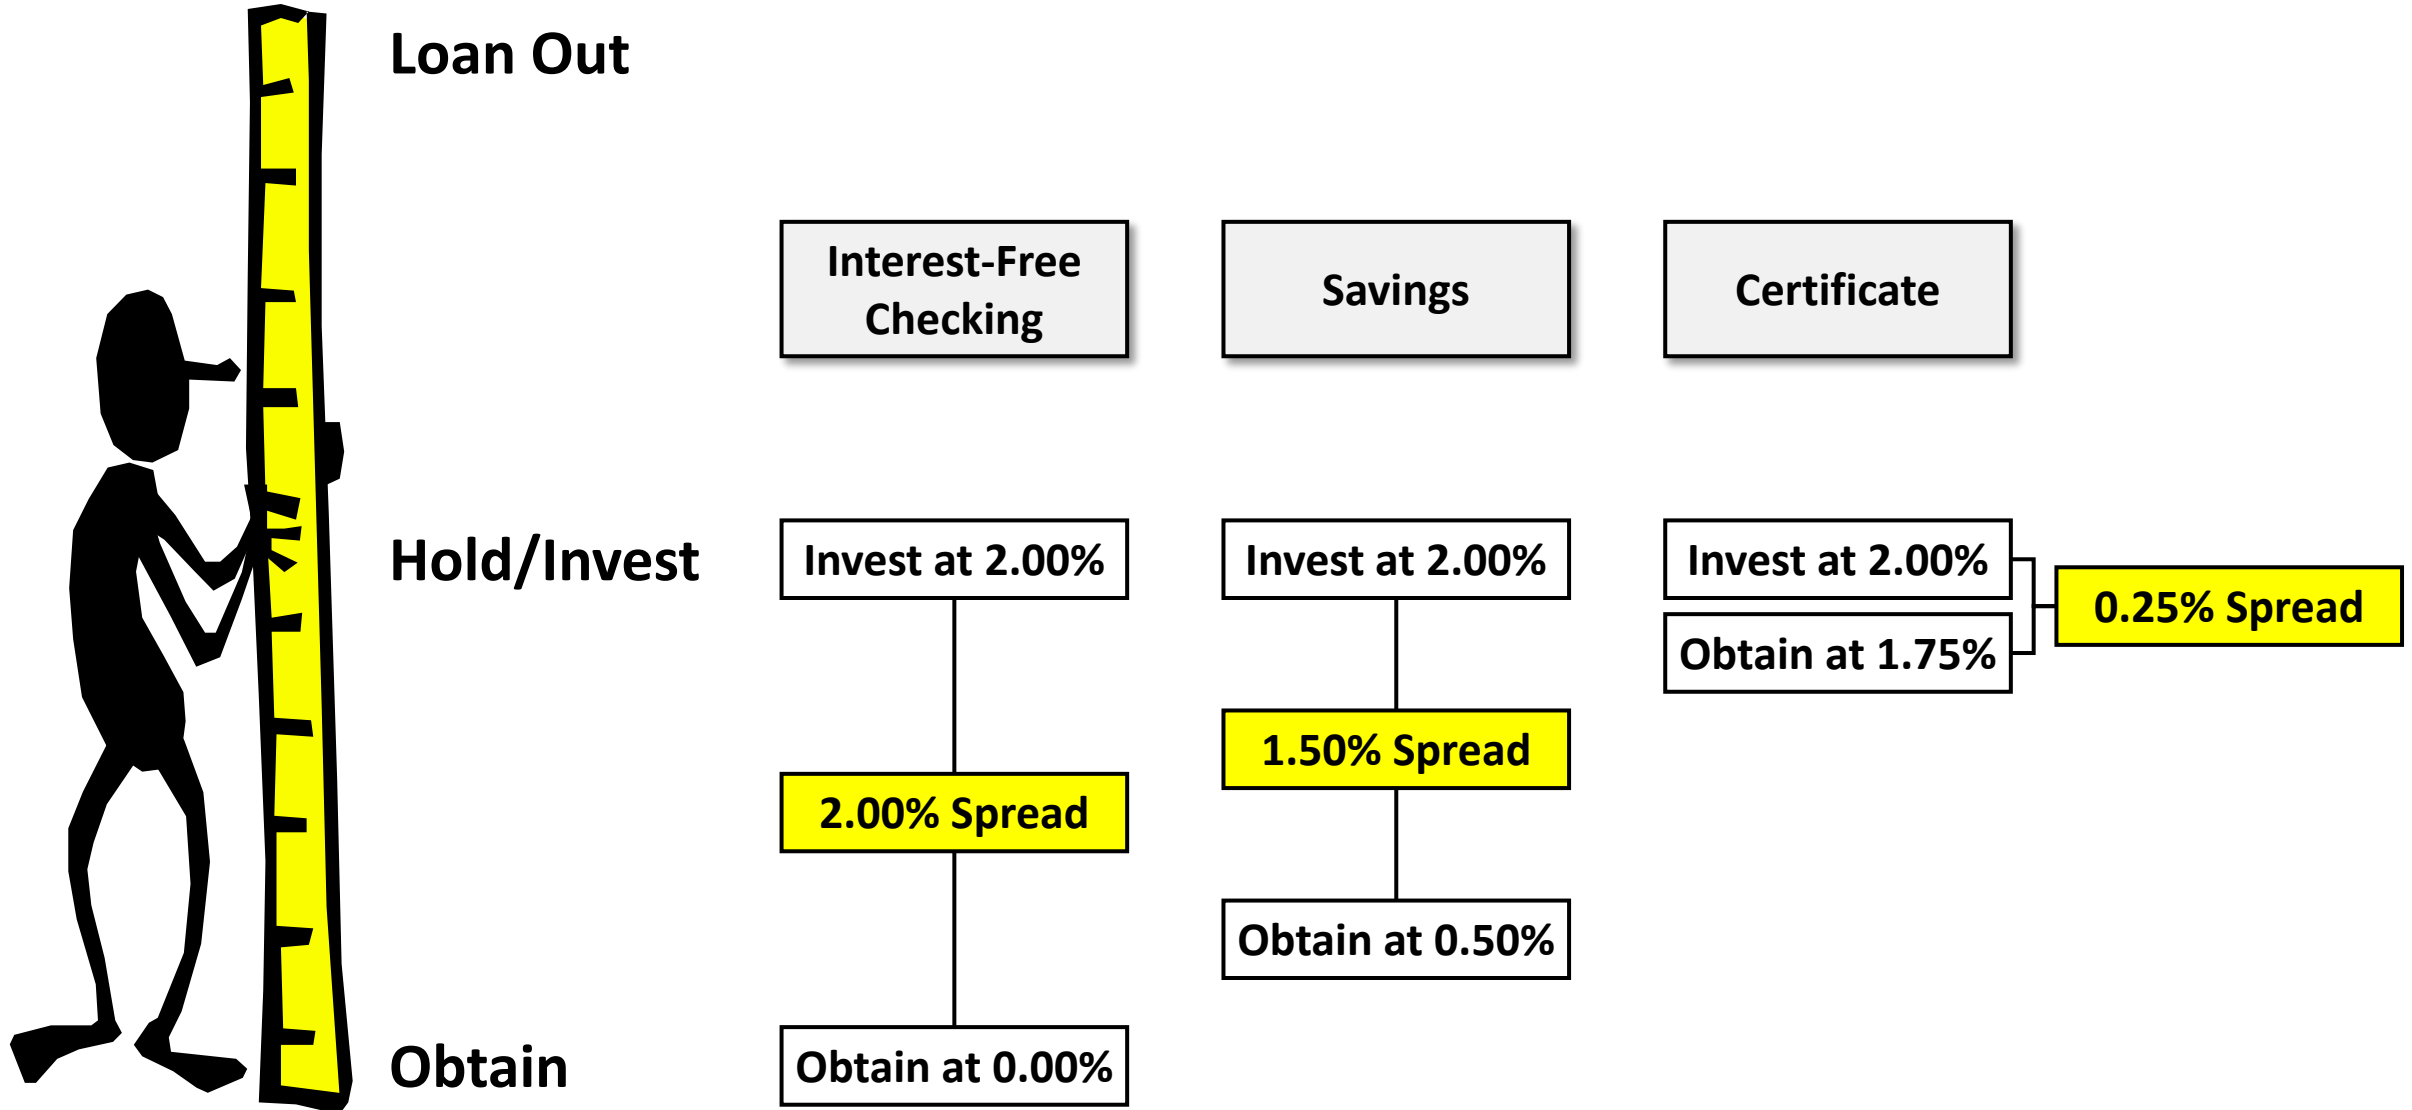 Loan Out
Interest-Free
Checking
Savings
Certificate
Hold/Invest
Invest at 2.00%
Invest at 2.00%
Invest at 2.00%
0.25% Spread
Obtain at 1.75%
1.50% Spread
2.00% Spread
Obtain at 0.50%
Obtain
Obtain at 0.00%